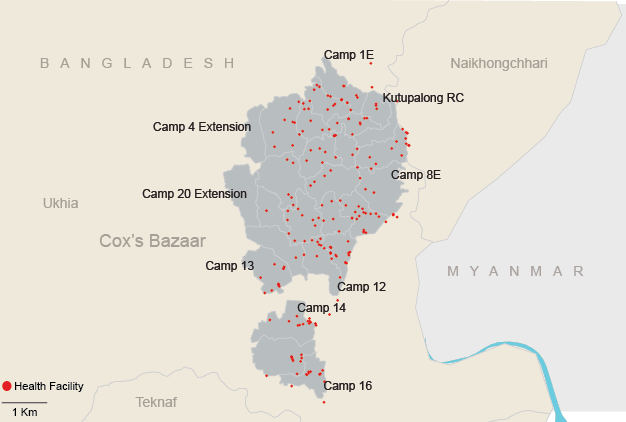 Camp 1E
BANGLADESH
Naikhongchhari
Kutupalong RC
Camp 4 Extension
Camp 8E
Camp 20 Extension
Ukhia
Cox's Bazaar
Camp 13
MYANMAR
Camp 12
Camp 14
Health Facility
Camp 16
Teknaf
1 Km